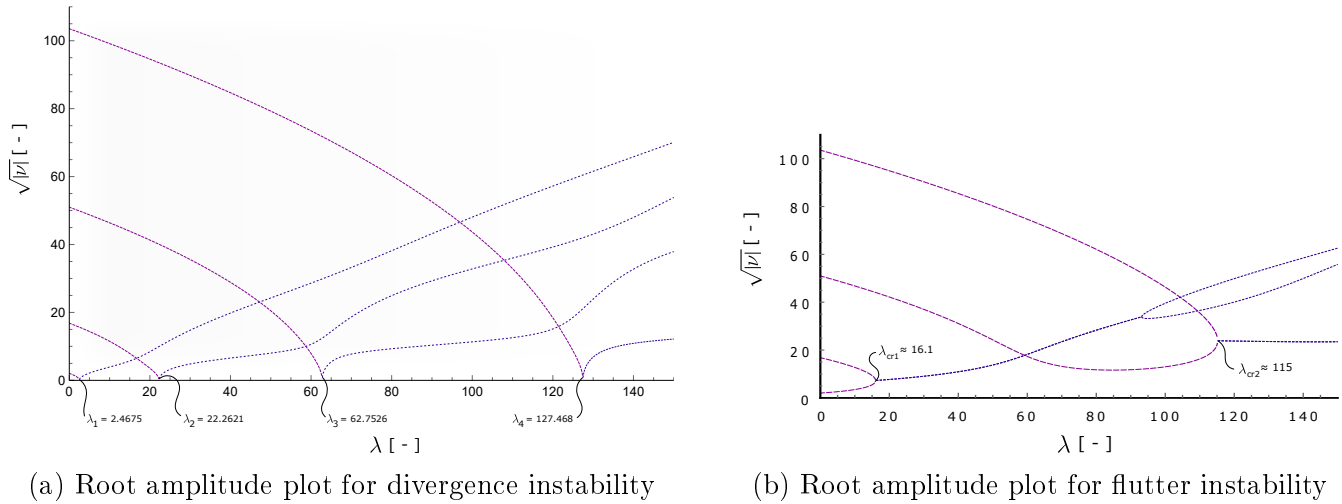 100
80
60
40
20
0
√|ν| [ - ]
0 20 40 60 80 100 120 140
λ₁ = 2.4675
λ₂ = 22.2621
λ₃ = 62.7526
λ₄ = 127.468
λ [ - ]
(a) Root amplitude plot for divergence instability
100
80
60
40
20
0
√|ν| [ - ]
λcr1 ≈ 16.1
λcr2 ≈ 115
0 20 40 60 80 100 120 140
λ [ - ]
(b) Root amplitude plot for flutter instability